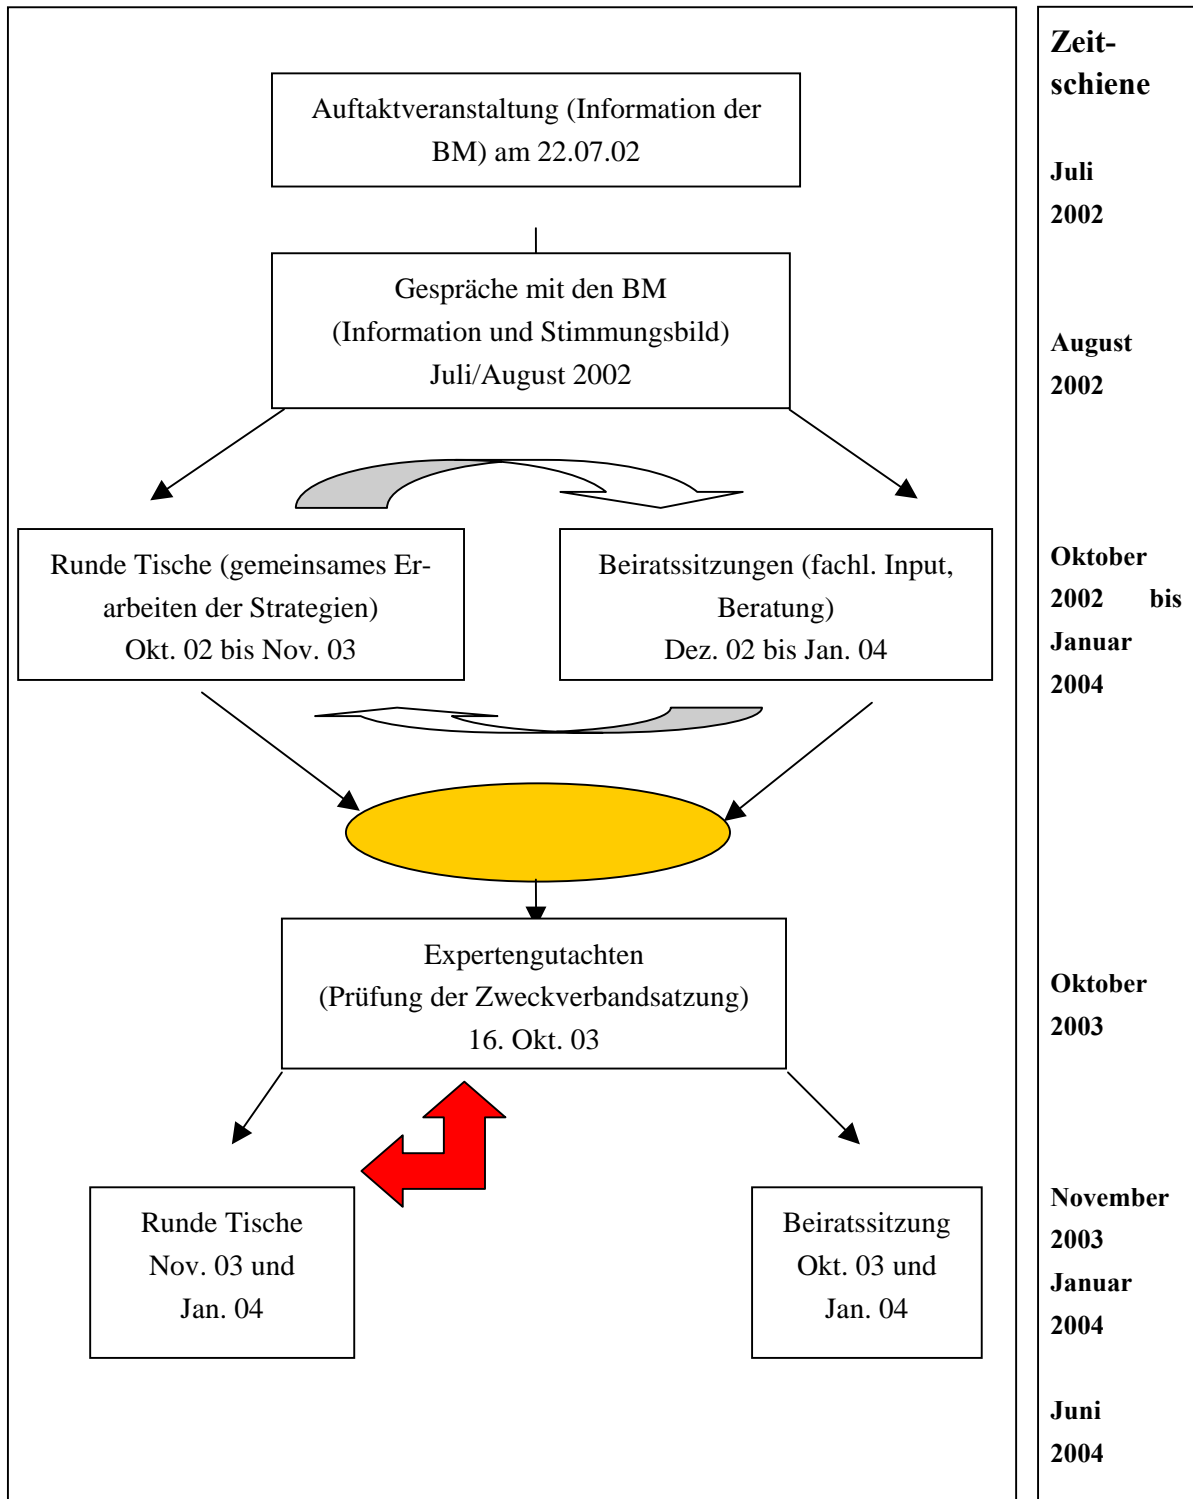 Auftaktveranstaltung (Information der
BM) am 22.07.02
Gespräche mit den BM
(Information und Stimmungsbild)
Juli/August 2002
Runde Tische (gemeinsames Er-
arbeiten der Strategien)
Okt. 02 bis Nov. 03
Beiratssitzungen (fachl. Input,
Beratung)
Dez. 02 bis Jan. 04
Expertengutachten
(Prüfung der Zweckverbandsatzung)
16. Okt. 03
Runde Tische
Nov. 03 und
Jan. 04
Beiratssitzung
Okt. 03 und
Jan. 04
Zeit-
schiene
Juli
2002
August
2002
Oktober
2002 bis
Januar
2004
Oktober
2003
November
2003
Januar
2004
Juni
2004